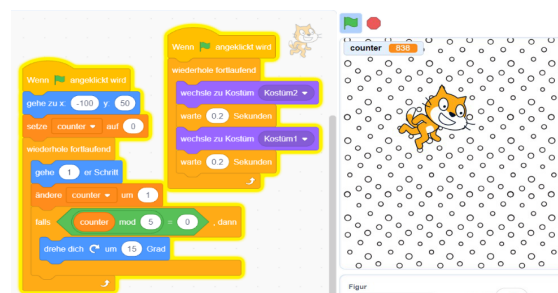 Wenn angeklickt wird
gehe zu x: -100 y: 50
setze counter auf 0
wiederhole fortlaufend
gehe 1 er Schritt
ändere counter um 1
falls counter mod 5 = 0 , dann
drehe dich um 15 Grad
Wenn angeklickt wird
wiederhole fortlaufend
wechsle zu Kostüm Kostüm2
warte 0.2 Sekunden
wechsle zu Kostüm Kostüm1
warte 0.2 Sekunden
counter 838
Figur